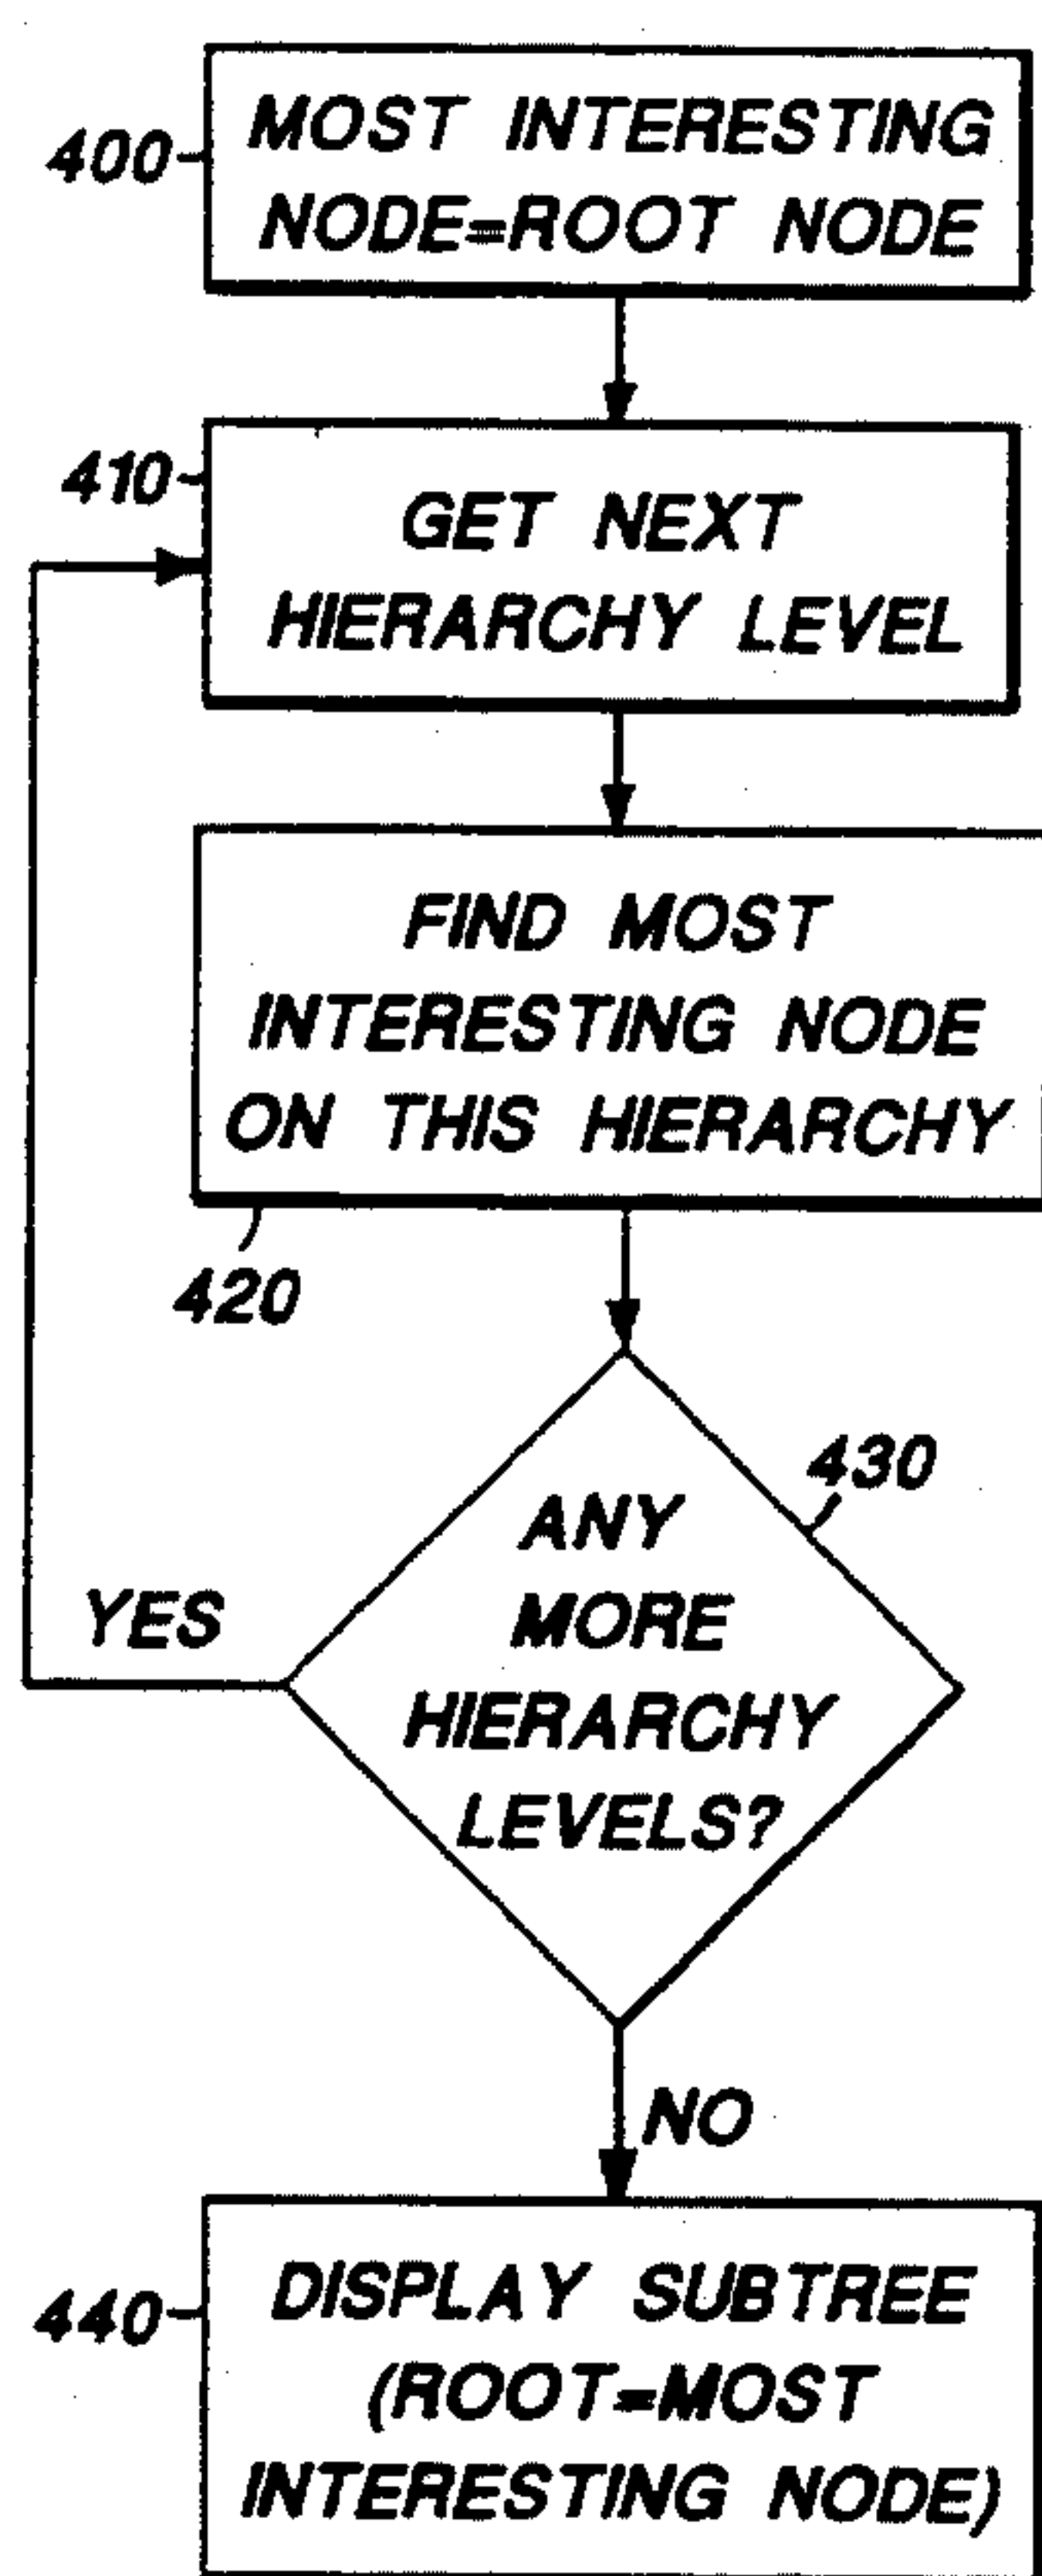 400
MOST INTERESTING
NODE=ROOT NODE
410
GET NEXT
HIERARCHY LEVEL
FIND MOST
INTERESTING NODE
ON THIS HIERARCHY
420
430
ANY
MORE
HIERARCHY
LEVELS?
YES
NO
440
DISPLAY SUBTREE
(ROOT=MOST
INTERESTING NODE)